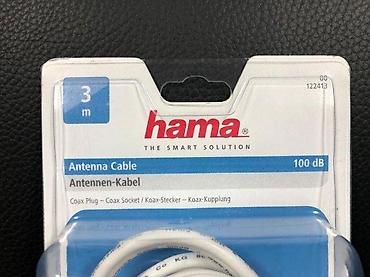 3
m
00
122413
hama®
THE SMART SOLUTION
Antenna Cable 100 dB
Antennen-Kabel
Coax Plug – Coax Socket / Koax-Stecker – Koax-Kupplung